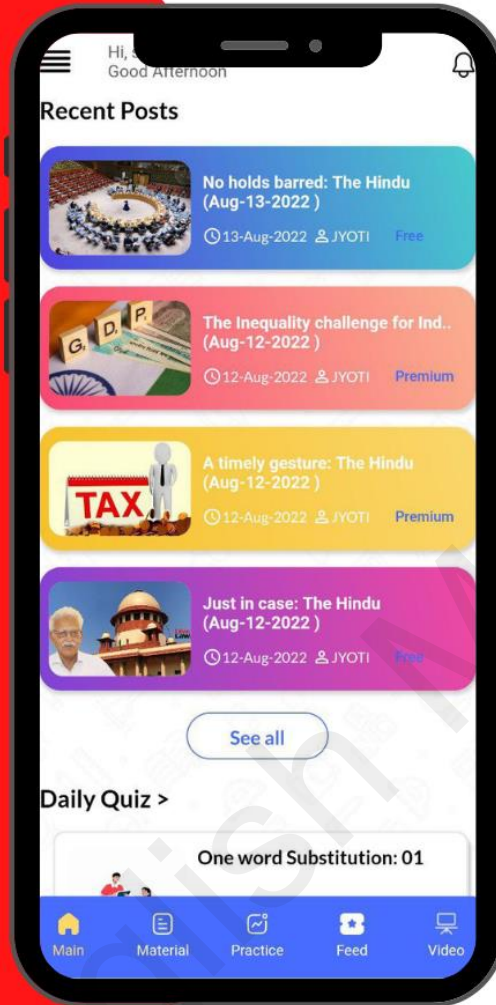 Hi,
Good Afternoon
Recent Posts
No holds barred: The Hindu
(Aug-13-2022 )
13-Aug-2022 JYOTI Free
G D P
The Inequality challenge for Ind..
(Aug-12-2022 )
12-Aug-2022 JYOTI Premium
TAX
A timely gesture: The Hindu
(Aug-12-2022 )
12-Aug-2022 JYOTI Premium
Just in case: The Hindu
(Aug-12-2022 )
12-Aug-2022 JYOTI Free
See all
Daily Quiz >
One word Substitution: 01
Main Material Practice Feed Video